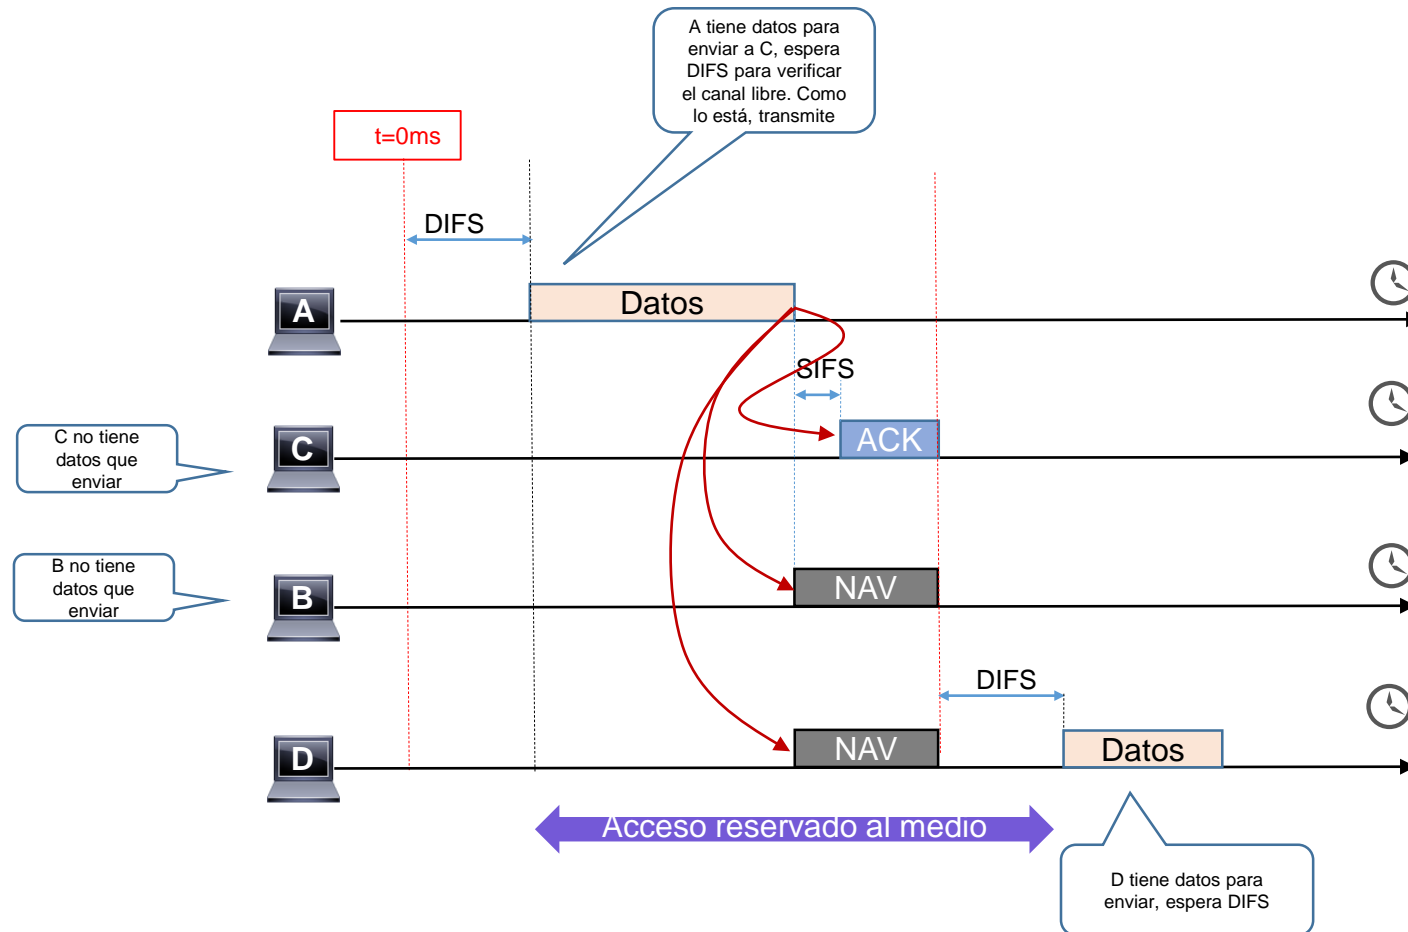 A tiene datos para
enviar a C, espera
DIFS para verificar
el canal libre. Como
lo está, transmite
t=0ms
DIFS
A
Datos
SIFS
C no tiene
datos que
enviar
C
ACK
B no tiene
datos que
enviar
B
NAV
DIFS
D
NAV
Datos
Acceso reservado al medio
D tiene datos para
enviar, espera DIFS